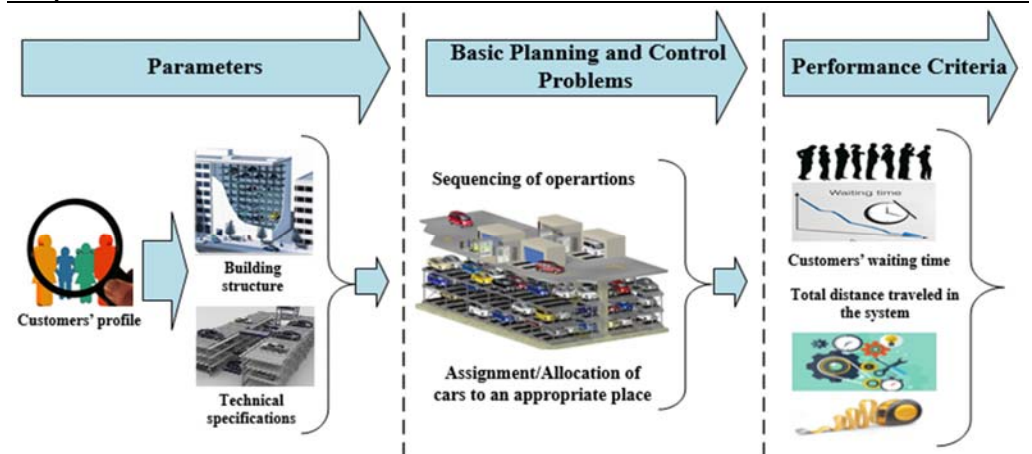 Parameters
Basic Planning and Control
Problems
Performance Criteria
Customers' profile
Building
structure
Technical
specifications
Sequencing of operartions
Assignment/Allocation of
cars to an appropriate place
Waiting time
Customers' waiting time
Total distance traveled in
the system